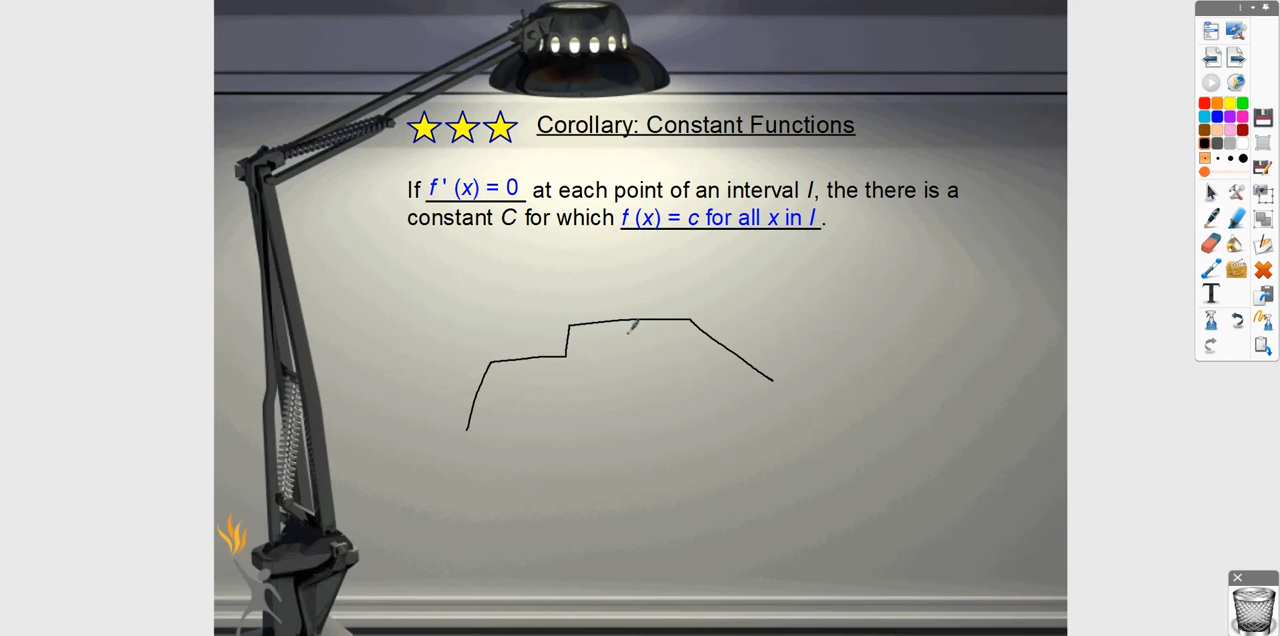 Corollary: Constant Functions
If f ' (x) = 0 at each point of an interval I, the there is a
constant C for which f (x) = c for all x in I .
T